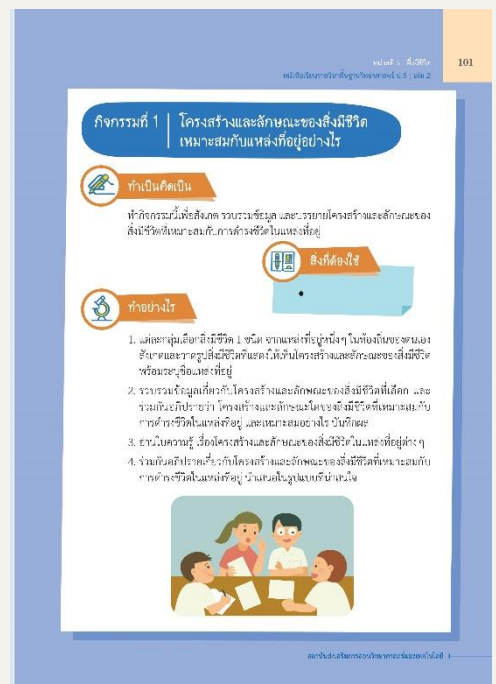 หน่วยที่ 5 | สิ่งมีชีวิต
101
หนังสือเรียนรายวิชาพื้นฐานวิทยาศาสตร์ ป.5 | เล่ม 2
กิจกรรมที่ 1
โครงสร้างและลักษณะของสิ่งมีชีวิต
เหมาะสมกับแหล่งที่อยู่อย่างไร
ทำเป็นคิดเป็น
ทำกิจกรรมนี้เพื่อสังเกต รวบรวมข้อมูล และบรรยายโครงสร้างและลักษณะของ
สิ่งมีชีวิตที่เหมาะสมกับการดำรงชีวิตในแหล่งที่อยู่
สิ่งที่ต้องใช้
ทำอย่างไร
1. แต่ละกลุ่มเลือกสิ่งมีชีวิต 1 ชนิด จากแหล่งที่อยู่หนึ่ง ๆ ในท้องถิ่นของตนเอง
สังเกตและวาดรูปสิ่งมีชีวิตที่แสดงให้เห็นโครงสร้างและลักษณะของสิ่งมีชีวิต
พร้อมระบุชื่อแหล่งที่อยู่
2. รวบรวมข้อมูลเกี่ยวกับโครงสร้างและลักษณะของสิ่งมีชีวิตที่เลือก และ
ร่วมกันอภิปรายว่า โครงสร้างและลักษณะใดของสิ่งมีชีวิตที่เหมาะสมกับ
การดำรงชีวิตในแหล่งที่อยู่ และเหมาะสมอย่างไร บันทึกผล
3. อ่านใบความรู้ เรื่องโครงสร้างและลักษณะของสิ่งมีชีวิตในแหล่งที่อยู่ต่าง ๆ
4. ร่วมกันอภิปรายเกี่ยวกับโครงสร้างและลักษณะของสิ่งมีชีวิตที่เหมาะสมกับ
การดำรงชีวิตในแหล่งที่อยู่ นำเสนอในรูปแบบที่น่าสนใจ
สถาบันส่งเสริมการสอนวิทยาศาสตร์และเทคโนโลยี